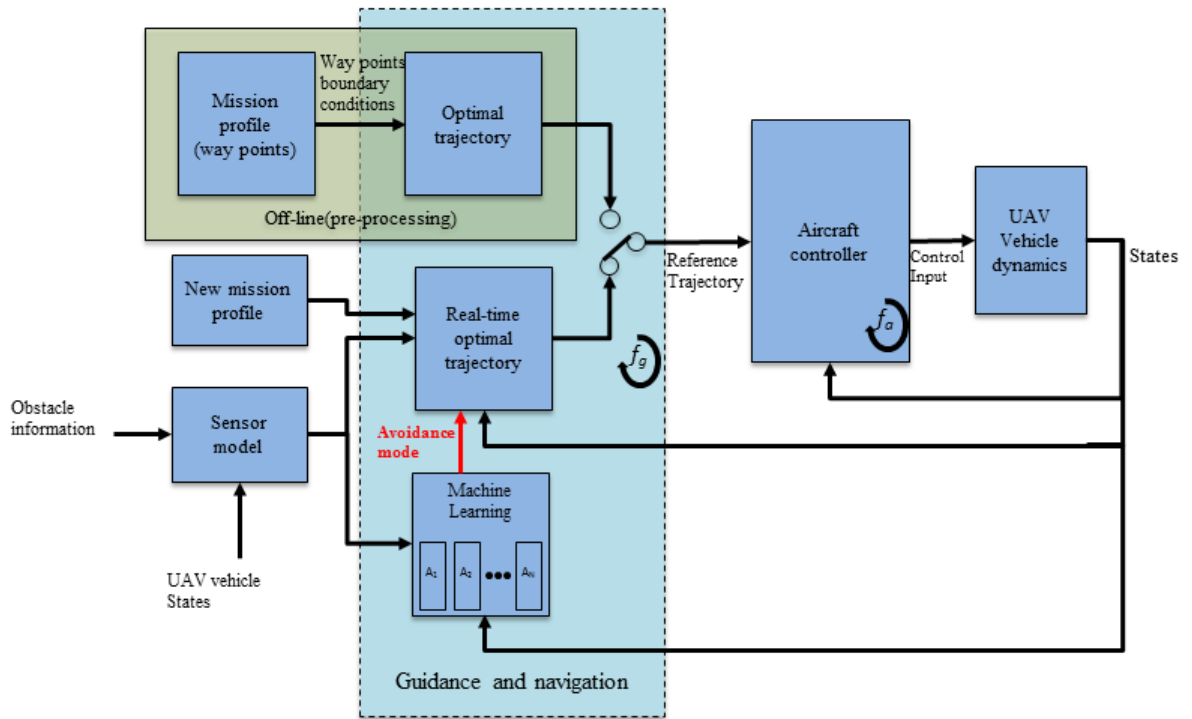 Way points
boundary
conditions
Mission
profile
(way points)
Optimal
trajectory
Off-line(pre-processing)
New mission
profile
Real-time
optimal
trajectory
fg
Reference
Trajectory
Aircraft
controller
fa
Control
Input
UAV
Vehicle
dynamics
States
Obstacle
information
Sensor
model
UAV vehicle
States
Avoidance
mode
Machine
Learning
A1 A2 ●●● AN
Guidance and navigation